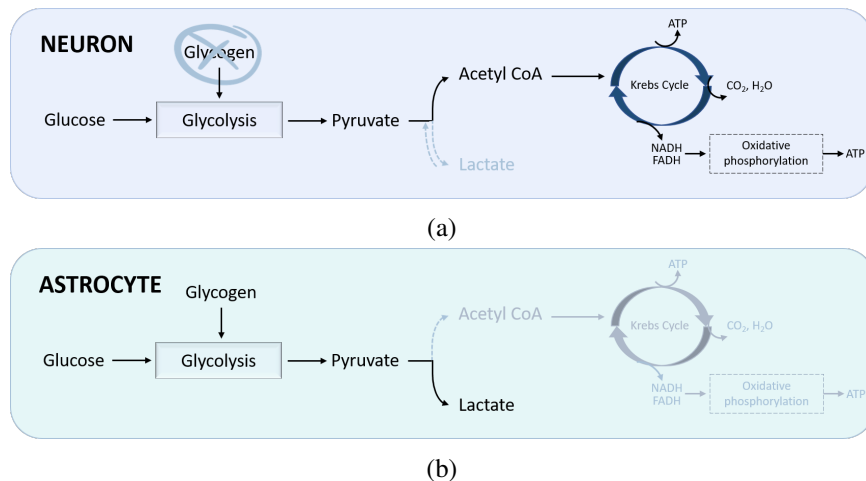 NEURON
Glycogen
Glucose
Glycolysis
Pyruvate
Acetyl CoA
Lactate
Krebs Cycle
ATP
CO₂, H₂O
NADH
FADH
Oxidative
phosphorylation
ATP
(a)
ASTROCYTE
Glycogen
Glucose
Glycolysis
Pyruvate
Acetyl CoA
Lactate
Krebs Cycle
ATP
CO₂, H₂O
NADH
FADH
Oxidative
phosphorylation
ATP
(b)